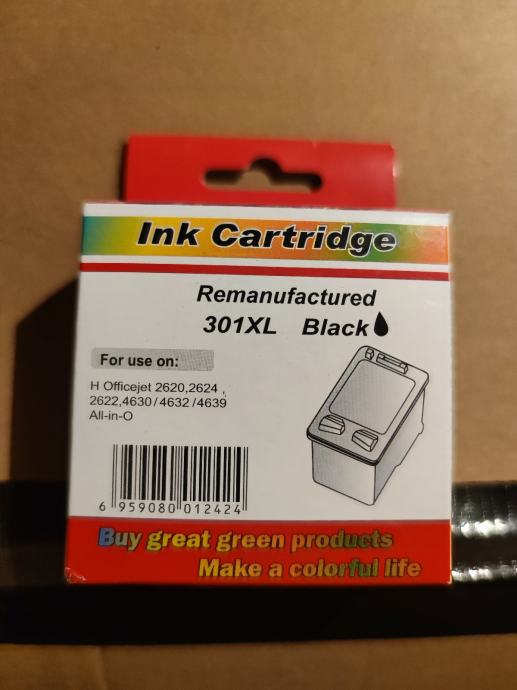 Ink Cartridge
Remanufactured
301XL Black
For use on:
H Officejet 2620,2624 ,
2622,4630 / 4632 /4639
All-in-O
6 959080 012424
Buy great green products
Make a colorful life